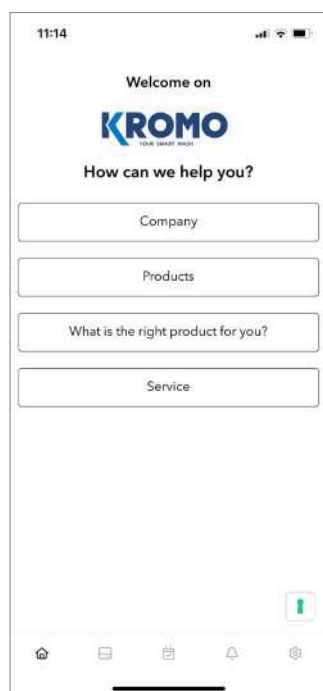 11:14
Welcome on
KROMO
YOUR SMART WASH
How can we help you?
Company
Products
What is the right product for you?
Service